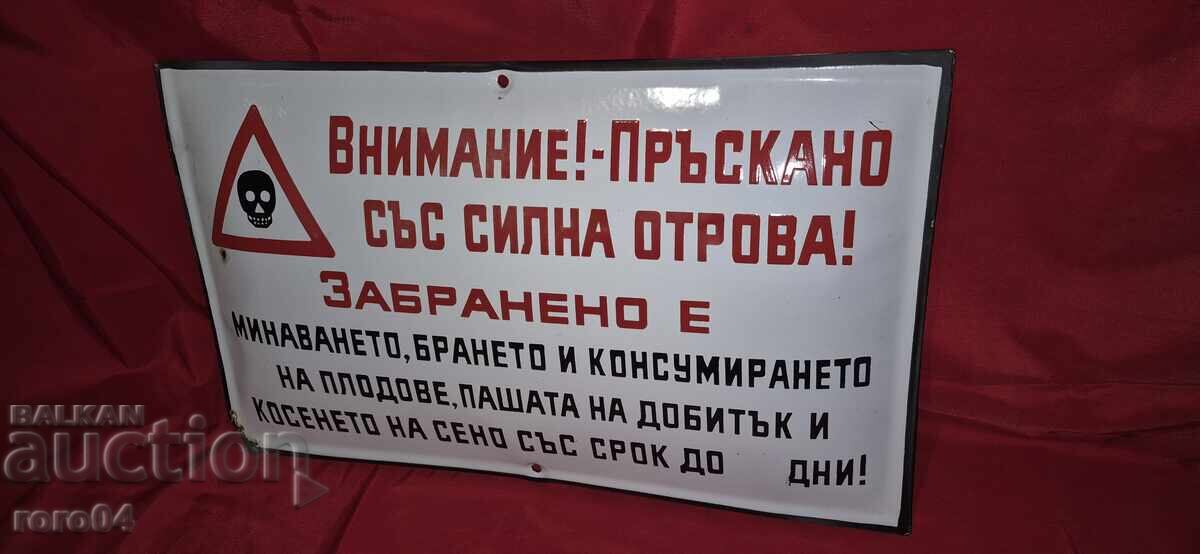 ВНИМАНИЕ!-ПРЪСКАНО
СЪС СИЛНА ОТРОВА!
ЗАБРАНЕНО Е
МИНАВАНЕТО, БРАНЕТО И КОНСУМИРАНЕТО
НА ПЛОДОВЕ, ПАШАТА НА ДОБИТЪК И
КОСЕНЕТО НА СЕНО СЪС СРОК ДО ДНИ!
BALKAN
auction
roro04